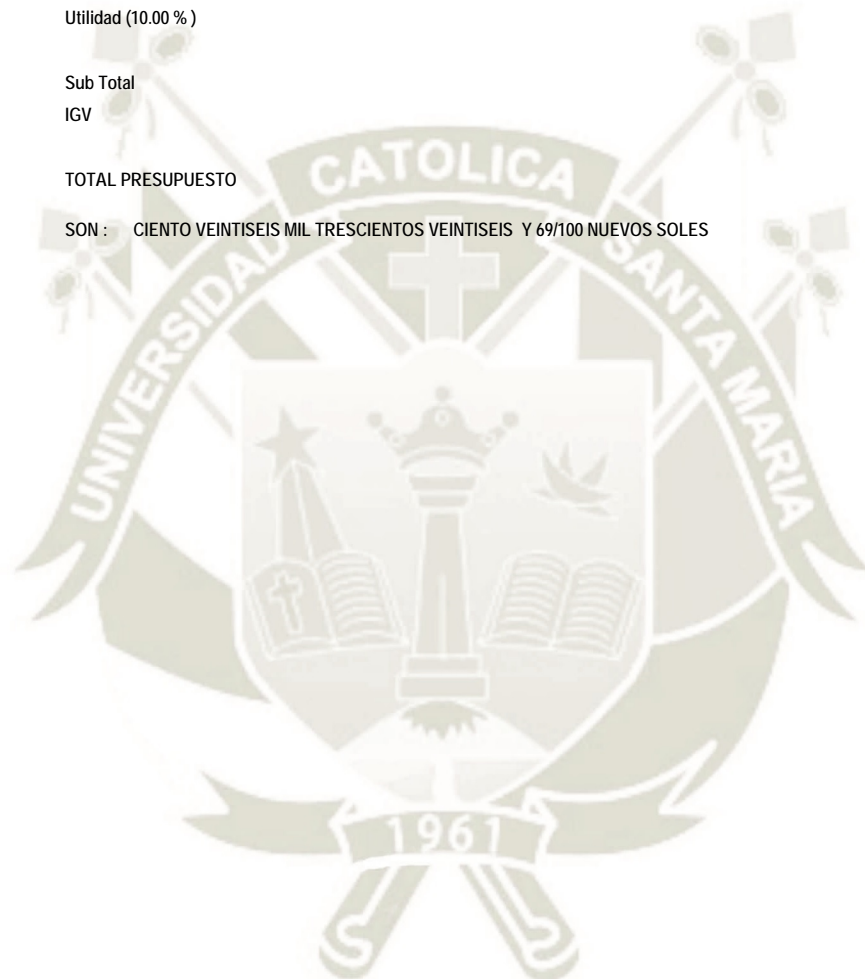 Utilidad (10.00 % )
Sub Total
IGV
TOTAL PRESUPUESTO
SON : CIENTO VEINTISEIS MIL TRESCIENTOS VEINTISEIS Y 69/100 NUEVOS SOLES
UNIVERSIDAD CATOLICA SANTA MARIA
1961